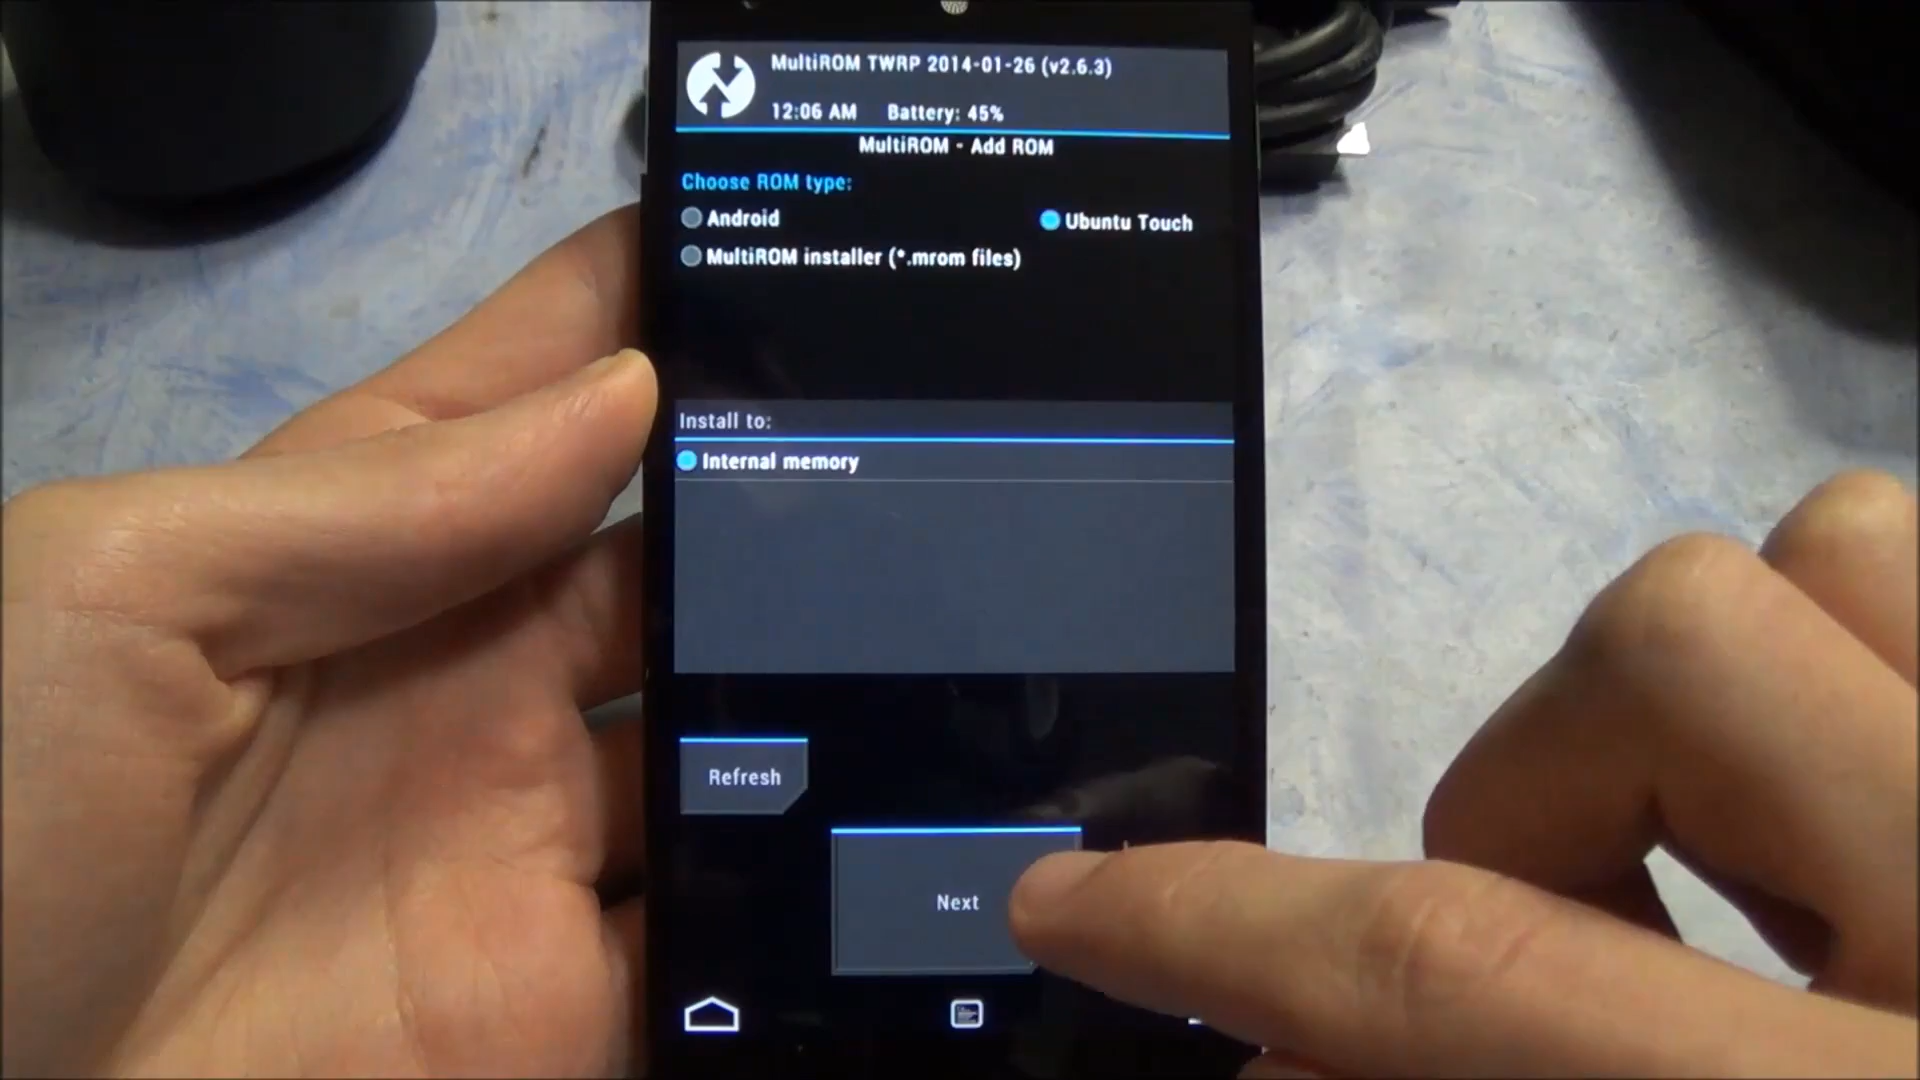 MultiROM TWRP 2014-01-26 (v2.6.3)
12:06 AM Battery: 45%
MultiROM - Add ROM
Choose ROM type:
Android
Ubuntu Touch
MultiROM installer (*.mrom files)
Install to:
Internal memory
Refresh
Next